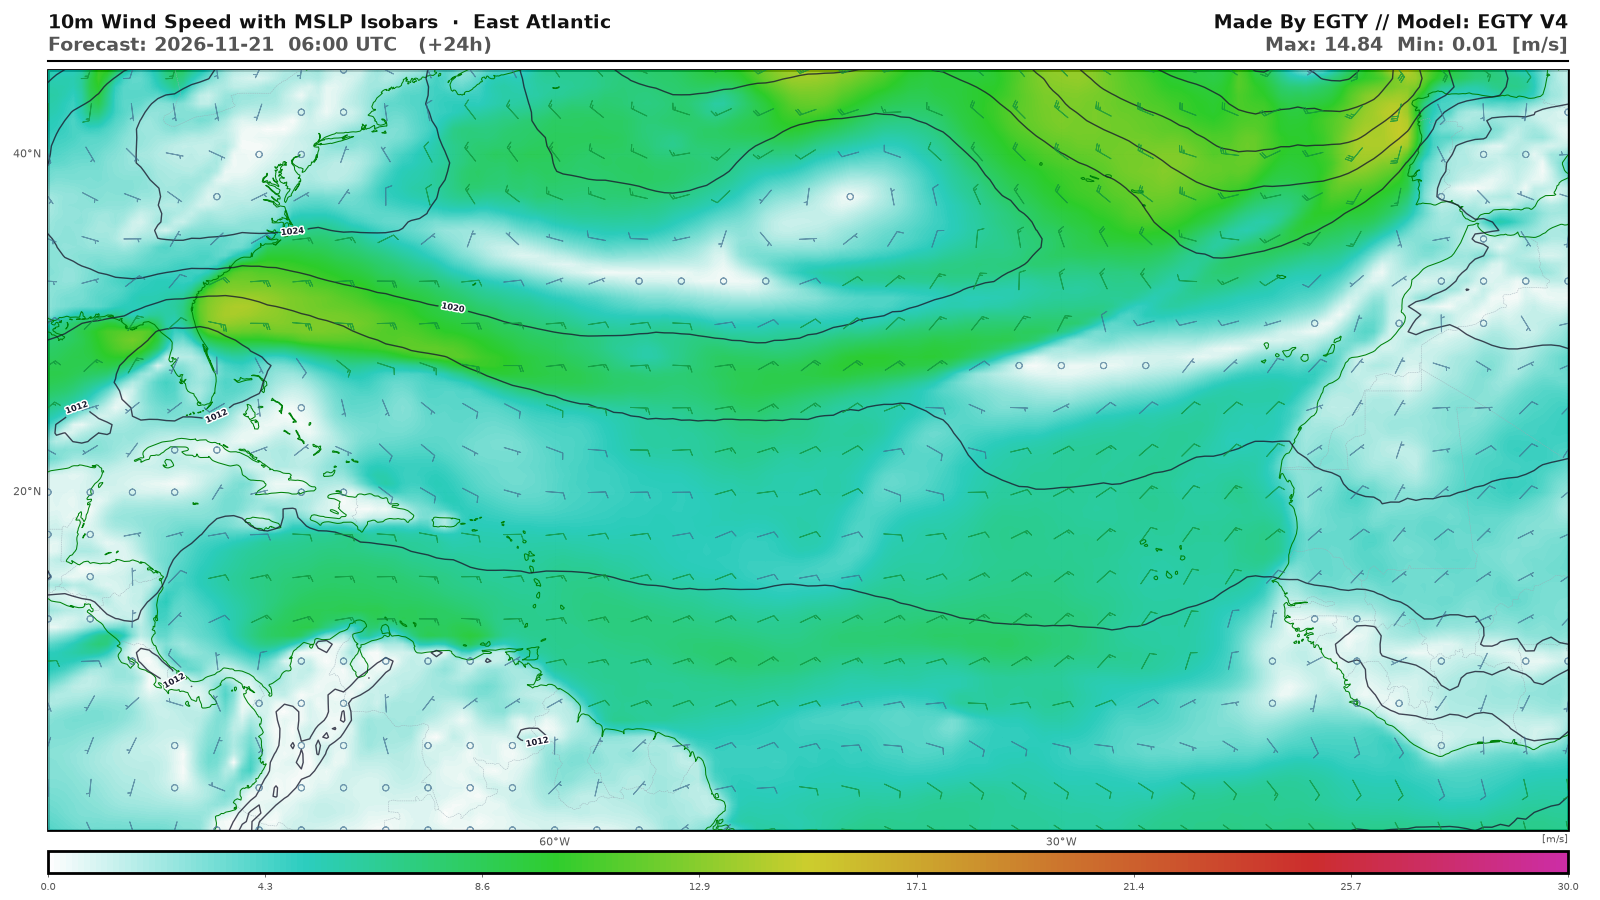 10m Wind Speed with MSLP Isobars · East Atlantic
Made By EGTY // Model: EGTY V4
Forecast: 2026-11-21 06:00 UTC (+24h)
Max: 14.84 Min: 0.01 [m/s]
40°N
1024
1020
1012
1012
20°N
1012
1012
60°W
30°W
[m/s]
0.0
4.3
8.6
12.9
17.1
21.4
25.7
30.0